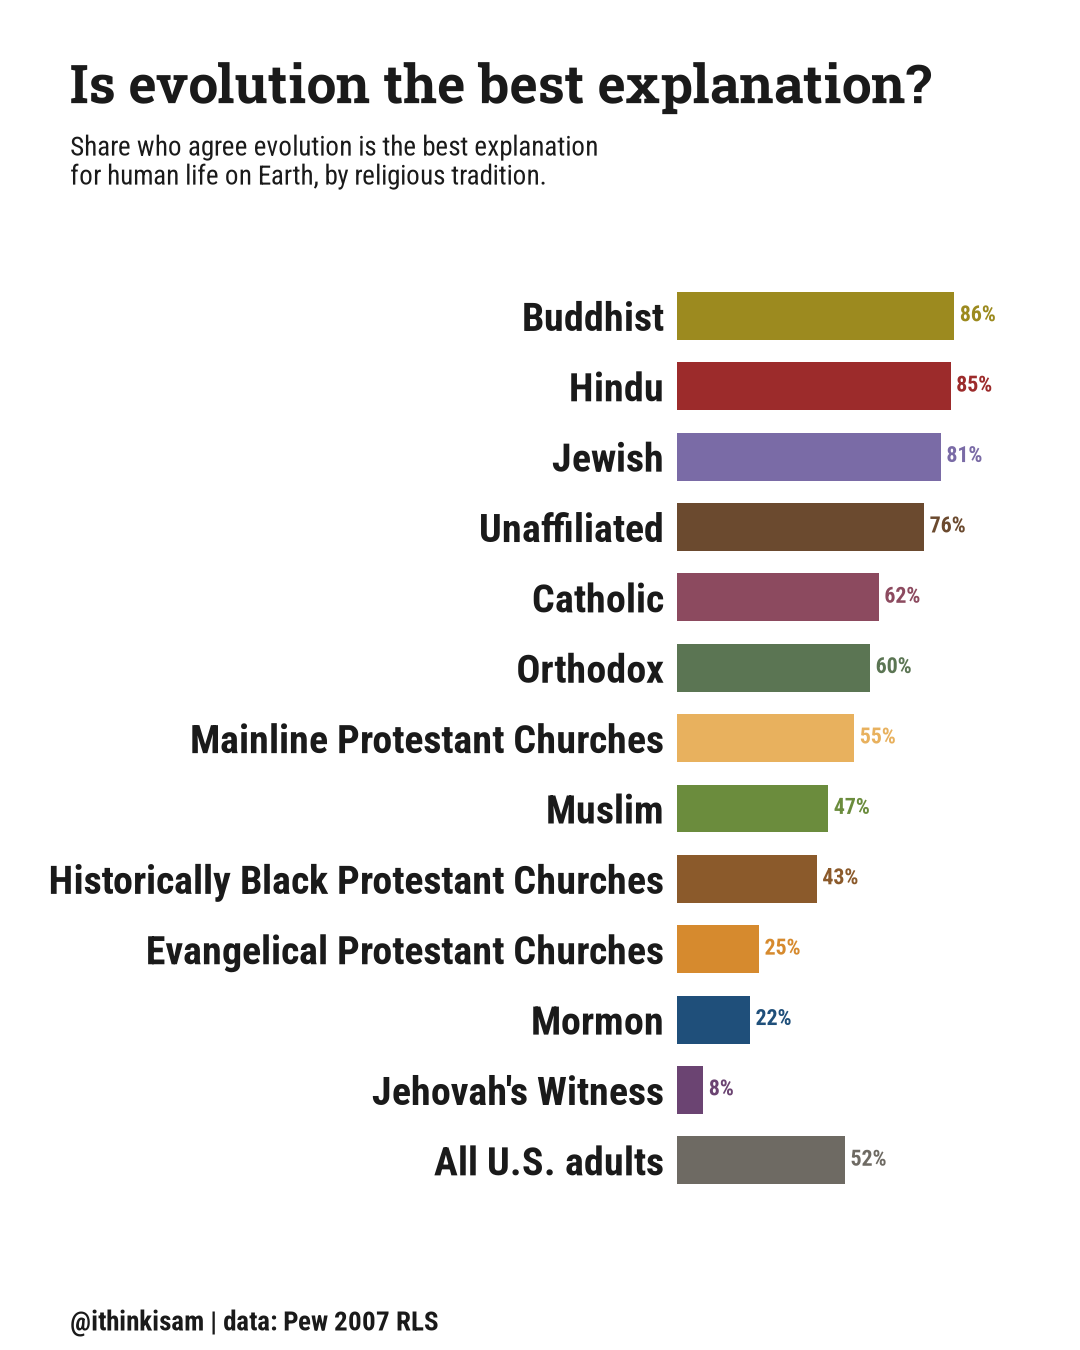 Is evolution the best explanation?
Share who agree evolution is the best explanation
for human life on Earth, by religious tradition.
Buddhist 86%
Hindu 85%
Jewish 81%
Unaffiliated 76%
Catholic 62%
Orthodox 60%
Mainline Protestant Churches 55%
Muslim 47%
Historically Black Protestant Churches 43%
Evangelical Protestant Churches 25%
Mormon 22%
Jehovah's Witness 8%
All U.S. adults 52%
@ithinkisam | data: Pew 2007 RLS